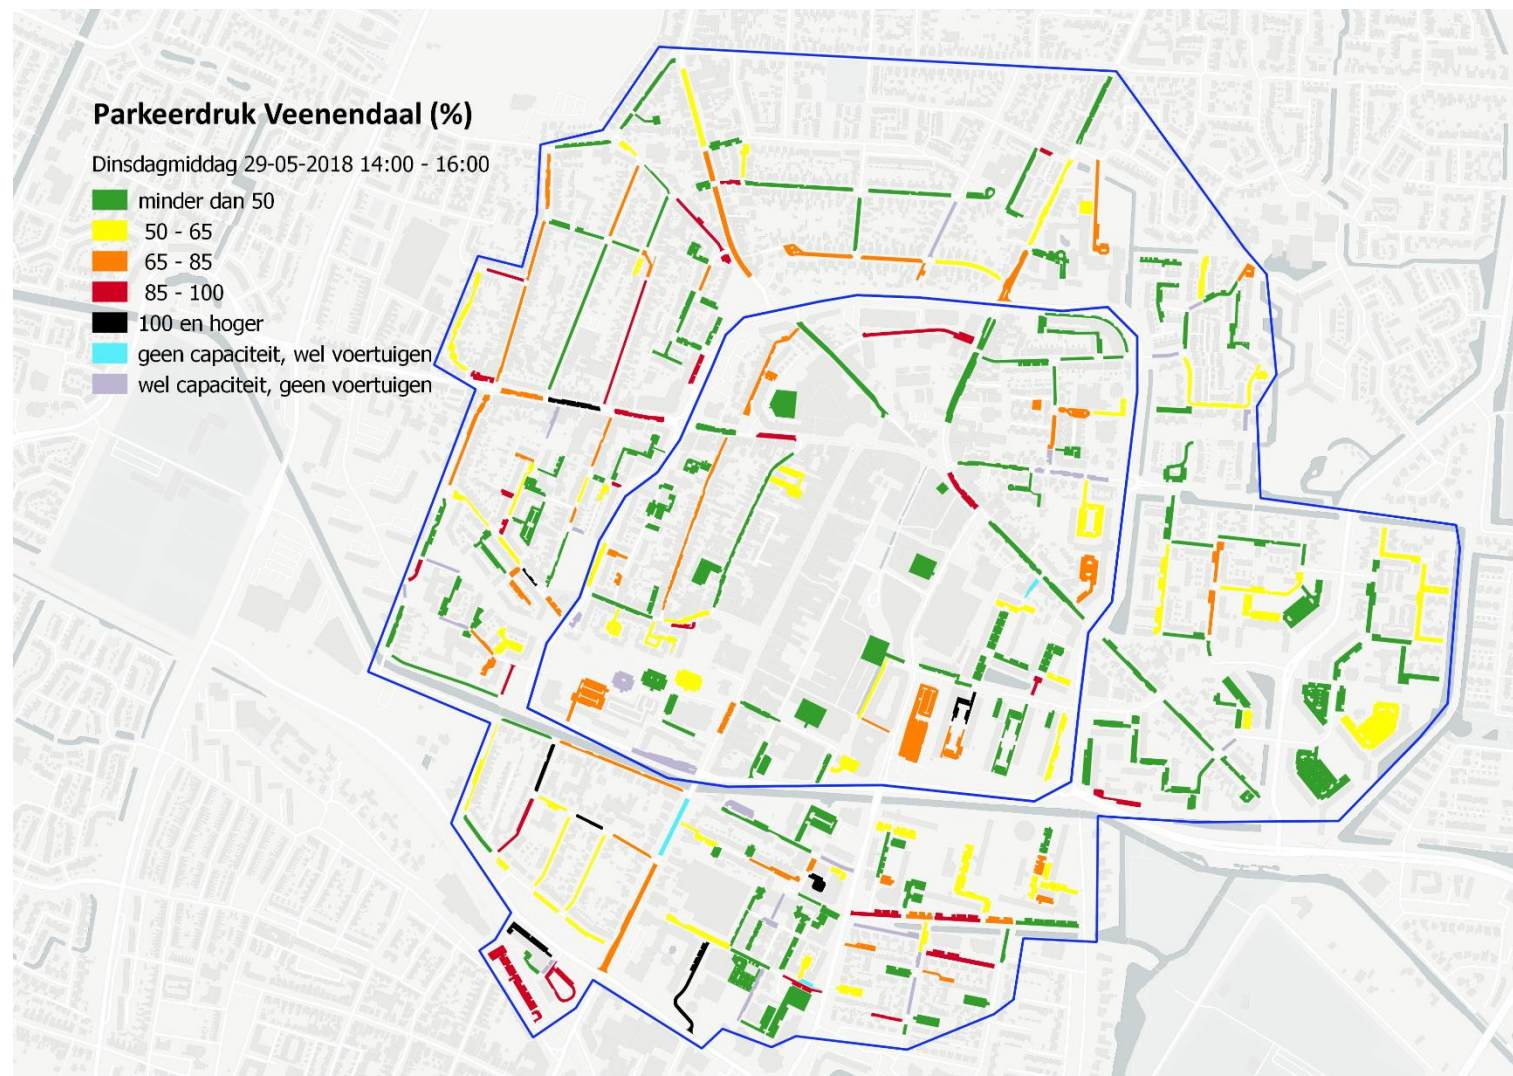 Parkeerdruk Veenendaal (%)
Dinsdagmiddag 29-05-2018 14:00 - 16:00
minder dan 50
50 - 65
65 - 85
85 - 100
100 en hoger
geen capaciteit, wel voertuigen
wel capaciteit, geen voertuigen